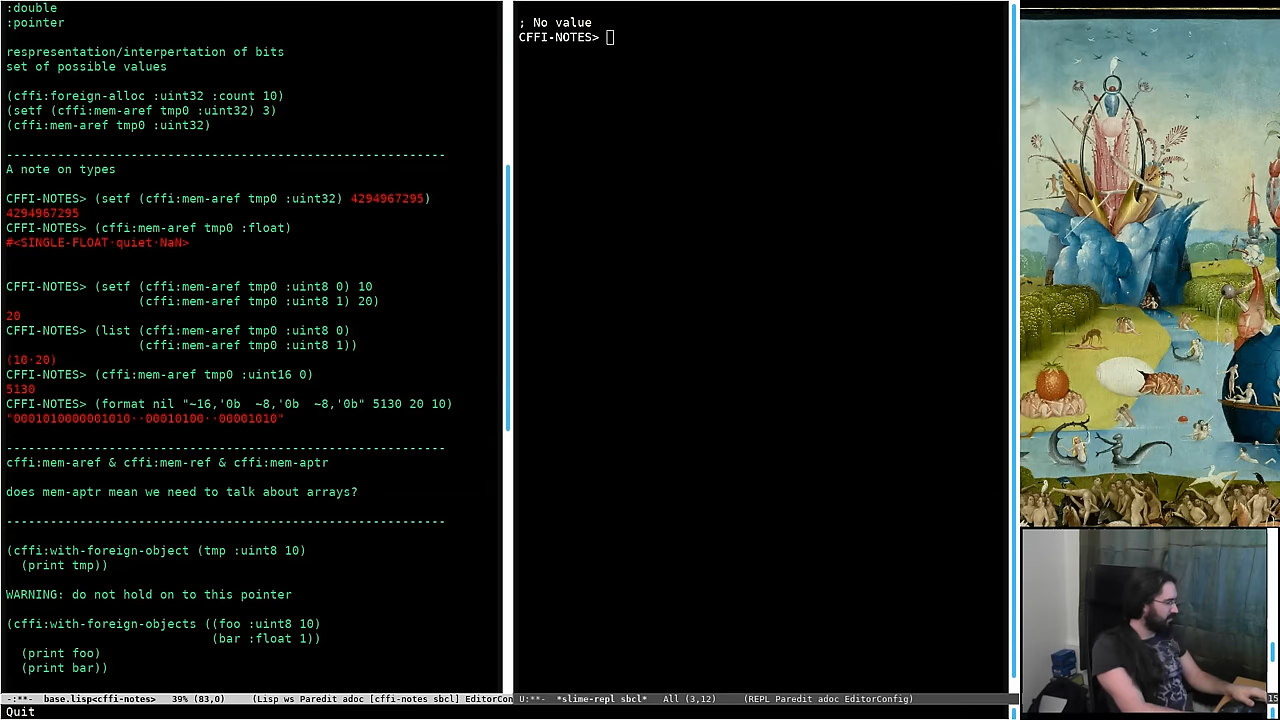 :double
:pointer
respresentation/interpertation of bits
set of possible values
(cffi:foreign-alloc :uint32 :count 10)
(setf (cffi:mem-aref tmp0 :uint32) 3)
(cffi:mem-aref tmp0 :uint32)
------------------------------------------------------------
A note on types
CFFI-NOTES> (setf (cffi:mem-aref tmp0 :uint32) 4294967295)
4294967295
CFFI-NOTES> (cffi:mem-aref tmp0 :float)
#<SINGLE-FLOAT·quiet·NaN>
CFFI-NOTES> (setf (cffi:mem-aref tmp0 :uint8 0) 10
(cffi:mem-aref tmp0 :uint8 1) 20)
20
CFFI-NOTES> (list (cffi:mem-aref tmp0 :uint8 0)
(cffi:mem-aref tmp0 :uint8 1))
(10·20)
CFFI-NOTES> (cffi:mem-aref tmp0 :uint16 0)
5130
CFFI-NOTES> (format nil "~16,'0b  ~8,'0b  ~8,'0b" 5130 20 10)
"0001010000001010··00010100··00001010"
------------------------------------------------------------
cffi:mem-aref & cffi:mem-ref & cffi:mem-aptr
does mem-aptr mean we need to talk about arrays?
------------------------------------------------------------
(cffi:with-foreign-object (tmp :uint8 10)
(print tmp))
WARNING: do not hold on to this pointer
(cffi:with-foreign-objects ((foo :uint8 10)
(bar :float 1))
(print foo)
(print bar))
-:**-  base.lisp<cffi-notes>   39% (83,0)     (Lisp ws Paredit adoc [cffi-notes sbcl] EditorCon
Quit
; No value
CFFI-NOTES>
U:**-  *slime-repl sbcl*   All (3,12)     (REPL Paredit adoc EditorConfig)
15